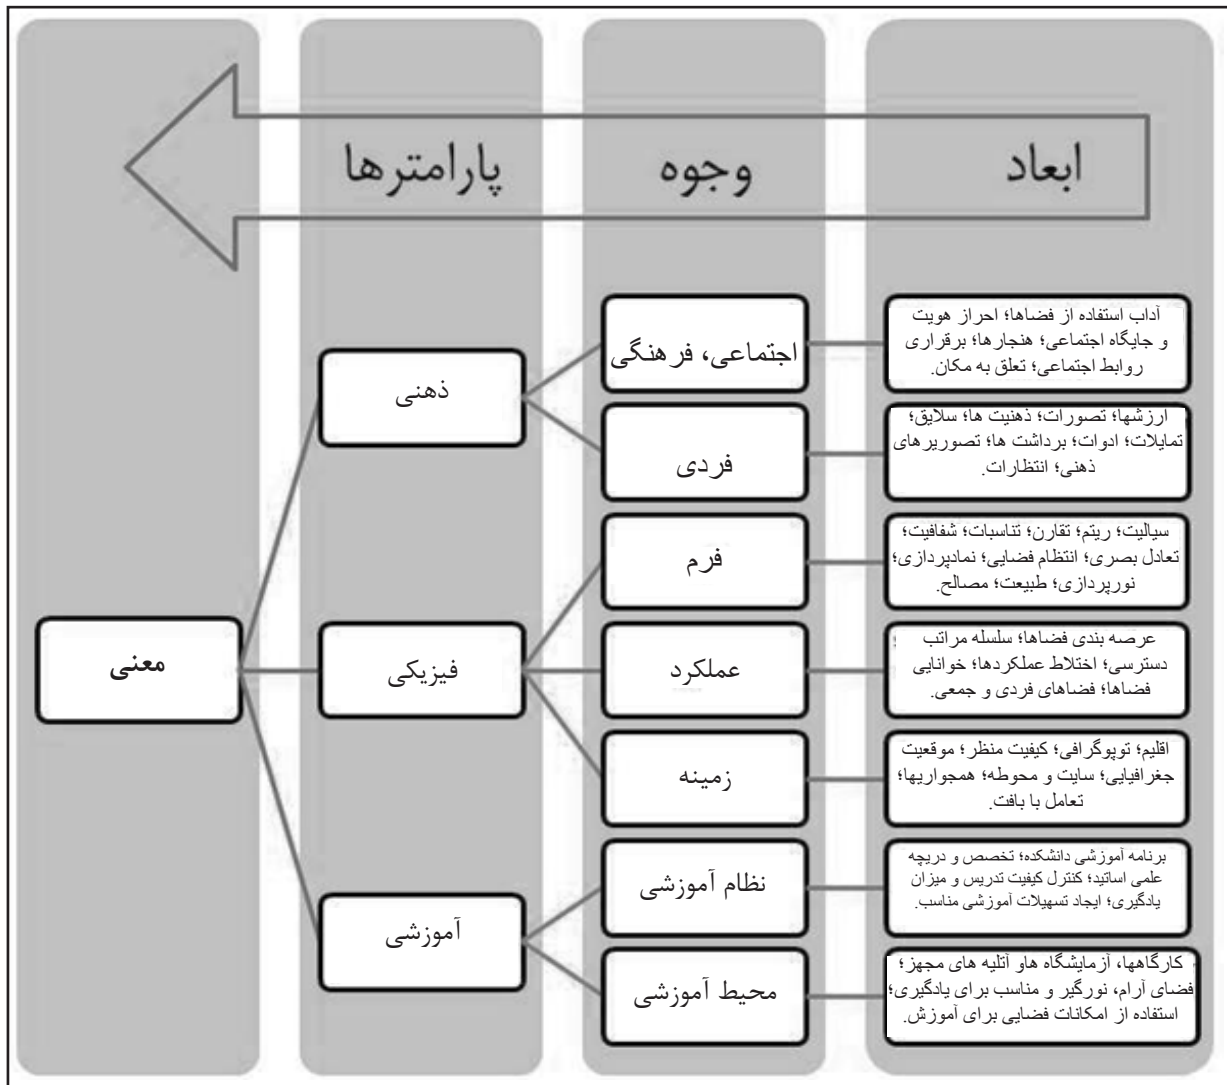 ابعاد
وجوه
پارامترها
آداب استفاده از فضاها؛ احراز هویت
و جایگاه اجتماعی؛ هنجارها؛ برقراری
روابط اجتماعی؛ تعلق به مکان.
اجتماعی، فرهنگی
ذهنی
ارزشها؛ تصورات؛ ذهنیت ها؛ سلایق؛
تمایلات؛ ادوات؛ برداشت ها؛ تصوریرهای
ذهنی؛ انتظارات.
فردی
سیالیت؛ ریتم؛ تقارن؛ تناسبات؛ شفافیت؛
تعادل بصری؛ انتظام فضایی؛ نمادپردازی؛
نورپردازی؛ طبیعت؛ مصالح.
فرم
عرصه بندی فضاها؛ سلسله مراتب
دسترسی؛ اختلاط عملکردها؛ خوانایی
فضاها؛ فضاهای فردی و جمعی.
عملکرد
فیزیکی
معنی
اقلیم؛ توپوگرافی؛ کیفیت منظر؛ موقعیت
جغرافیایی؛ سایت و محوطه؛ همجواریها؛
تعامل با بافت.
زمینه
برنامه آموزشی دانشکده؛ تخصص و دریچه
علمی اساتید؛ کنترل کیفیت تدریس و میزان
یادگیری؛ ایجاد تسهیلات آموزشی مناسب.
نظام آموزشی
آموزشی
کارگاهها، آزمایشگاه هاو آتلیه های مجهز؛
فضای آرام، نورگیر و مناسب برای یادگیری؛
استفاده از امکانات فضایی برای آموزش.
محیط آموزشی